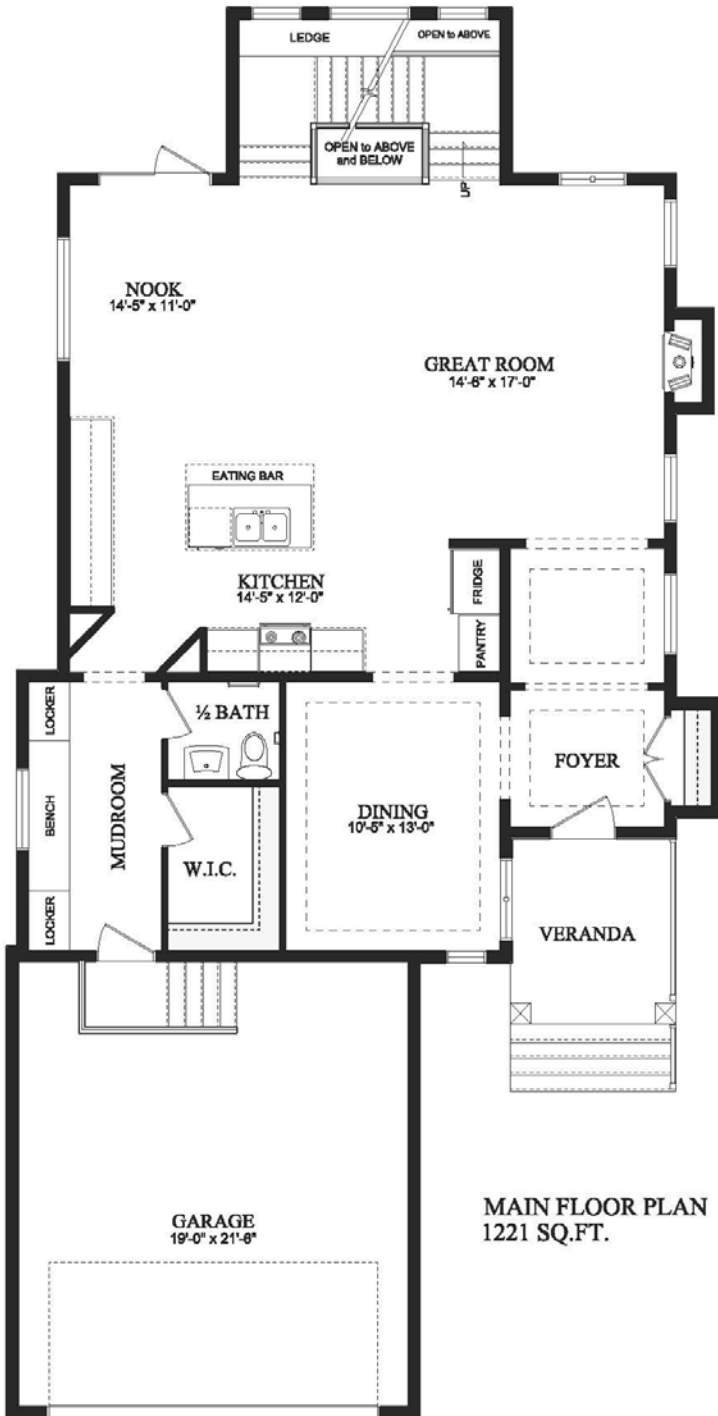 LEDGE
OPEN to ABOVE
OPEN to ABOVE
and BELOW
UP
NOOK
14'-5" x 11'-0"
GREAT ROOM
14'-6" x 17'-0"
EATING BAR
KITCHEN
14'-5" x 12'-0"
FRIDGE
PANTRY
LOCKER
½ BATH
FOYER
BENCH
MUDROOM
DINING
10'-5" x 13'-0"
W.I.C.
LOCKER
VERANDA
GARAGE
19'-0" x 21'-6"
MAIN FLOOR PLAN
1221 SQ.FT.